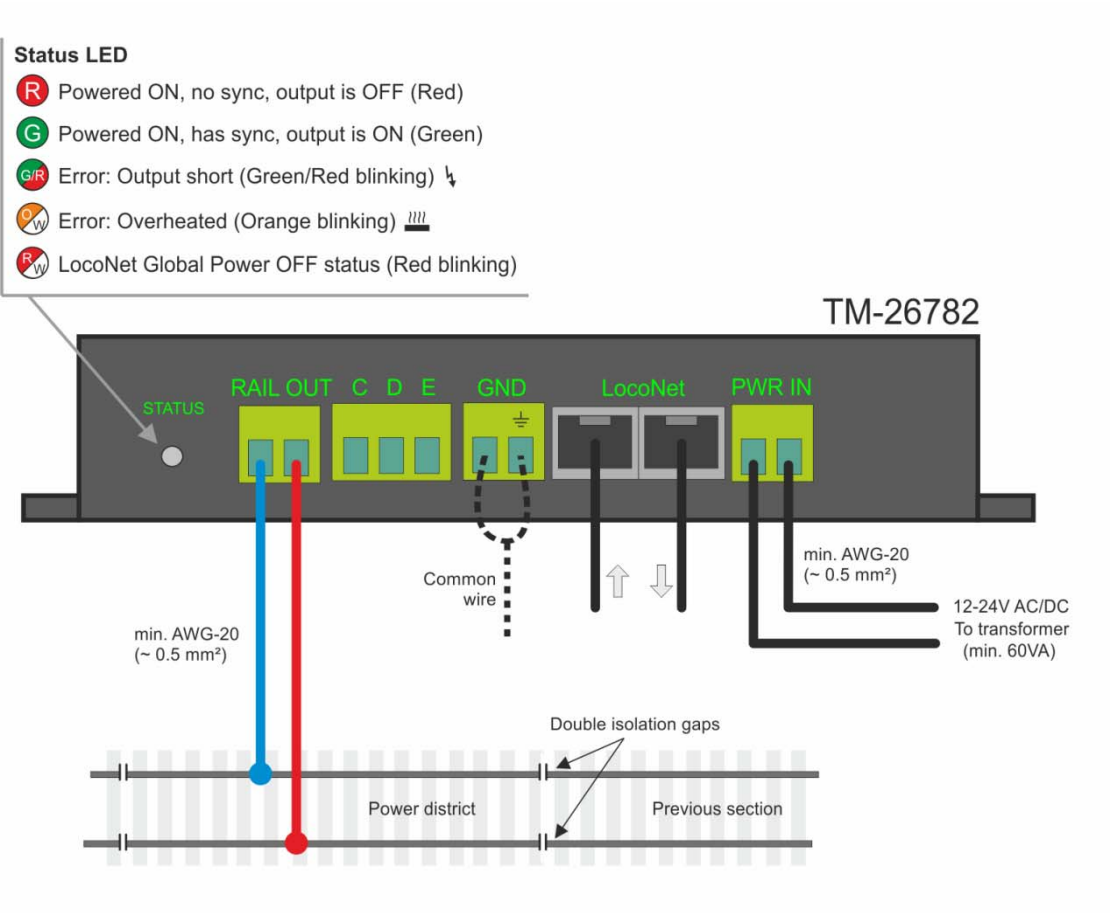 Status LED
R Powered ON, no sync, output is OFF (Red)
G Powered ON, has sync, output is ON (Green)
G/R Error: Output short (Green/Red blinking)
O/W Error: Overheated (Orange blinking)
R/W LocoNet Global Power OFF status (Red blinking)
TM-26782
RAIL OUT C D E GND LocoNet PWR IN
STATUS
min. AWG-20
(~ 0.5 mm²)
Common
wire
min. AWG-20
(~ 0.5 mm²)
12-24V AC/DC
To transformer
(min. 60VA)
Double isolation gaps
Power district
Previous section